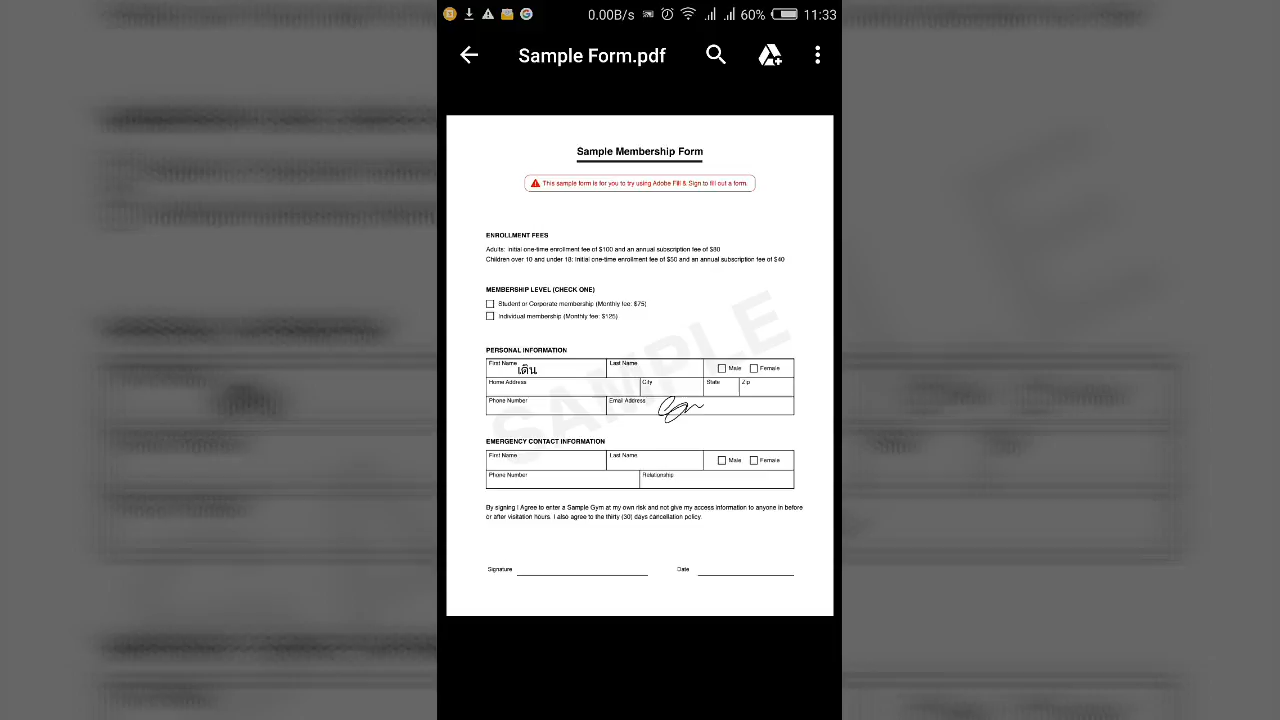 0.00B/s 60% 11:33
Sample Form.pdf
Sample Membership Form
This sample form is for you to try using Adobe Fill & Sign to fill out a form.
ENROLLMENT FEES
Adults: Initial one-time enrollment fee of $100 and an annual subscription fee of $80
Children over 10 and under 18: Initial one-time enrollment fee of $50 and an annual subscription fee of $40
MEMBERSHIP LEVEL (CHECK ONE)
Student or Corporate membership (Monthly fee: $75)
Individual membership (Monthly fee: $125)
SAMPLE
PERSONAL INFORMATION
First Name เดิน Last Name Male Female
Home Address City State Zip
Phone Number Email Address
EMERGENCY CONTACT INFORMATION
First Name Last Name Male Female
Phone Number Relationship
By signing I Agree to enter a Sample Gym at my own risk and not give my access information to anyone in before
or after visitation hours. I also agree to the thirty (30) days cancellation policy.
Signature Date